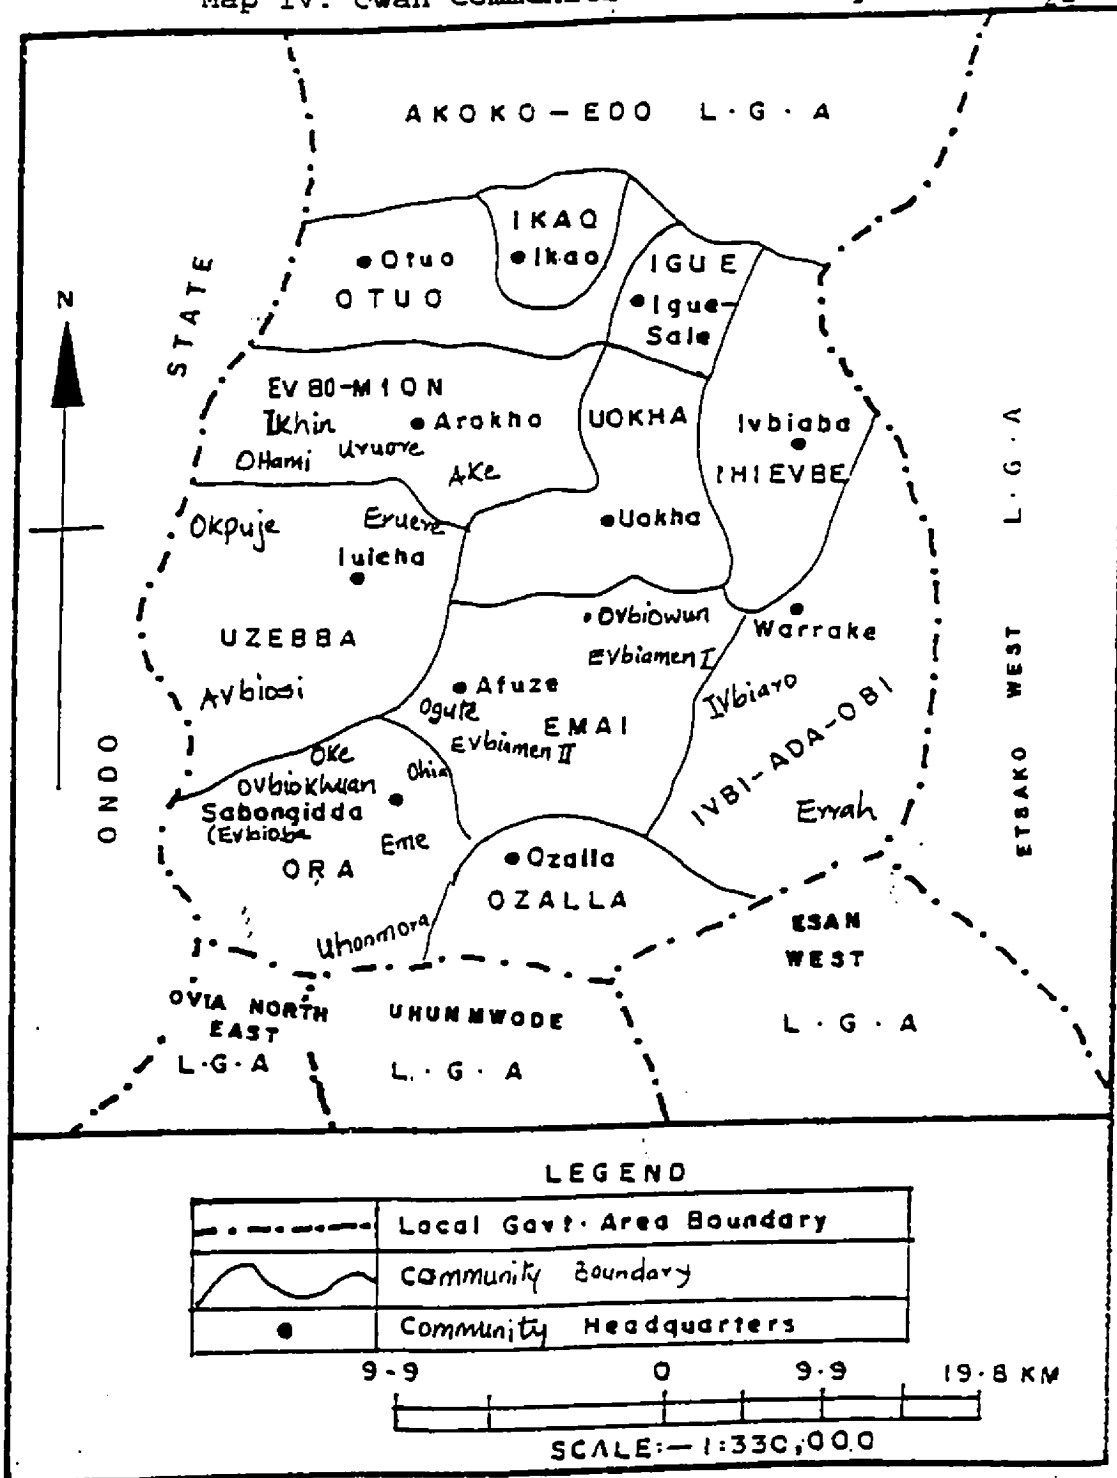 Map IV: Owan Communit
AKOKO-EDO L.G.A
IKAO
Ikao
Otuo
OTUO
IGUE
Igue-
Sale
STATE
N
EVBO-MION
Ikhin
Arokho
Uruore
OHami
AKe
UOKHA
Uokha
Ivbiaba
IHIEVBE
L.G.A
Okpuje
Eruere
Iuleha
UZEBBA
Avbiosi
Ovbiowun
Evbiamen I
Warrake
Afuze
Ogute
EMAI
Evbiamen II
Ivbiaro
IVBI-ADA-OBI
Errah
WEST
ETSAKO
ONDO
Oke
Ovbiokhuan
Ohia
Sabongidda
(Evbioba
Eme
ORA
Uhonmora
Ozalla
OZALLA
ESAN
WEST
L.G.A
OVIA NORTH
EAST
L.G.A
UHUNMWODE
L.G.A
LEGEND
Local Govt. Area Boundary
Community Boundary
Community Headquarters
9-9 0 9.9 19.8 KM
SCALE:-1:330,000